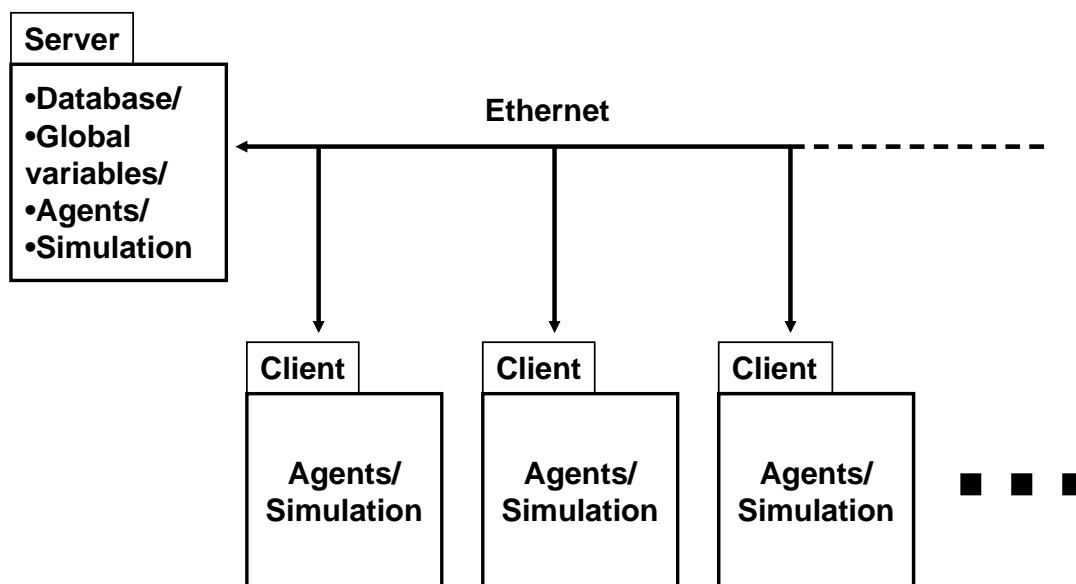 Server
•Database/
•Global
variables/
•Agents/
•Simulation
Ethernet
Client
Agents/
Simulation
Client
Agents/
Simulation
Client
Agents/
Simulation